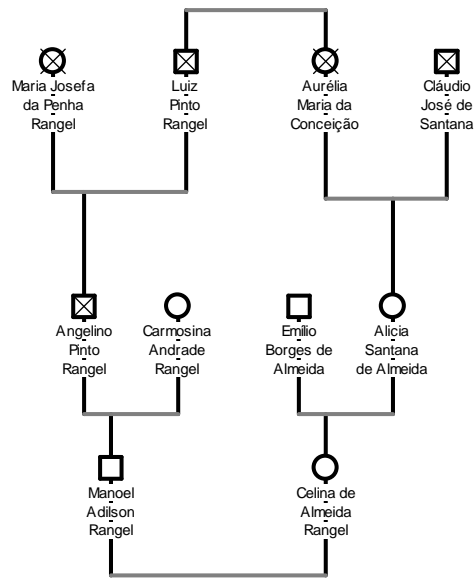 Maria Josefa
da Penha
Rangel
Luiz
Pinto
Rangel
Aurélia
Maria da
Conceição
Cláudio
José de
Santana
Angelino
Pinto
Rangel
Carmosina
Andrade
Rangel
Emílio
Borges de
Almeida
Alicia
Santana
de Almeida
Manoel
Adilson
Rangel
Celina de
Almeida
Rangel